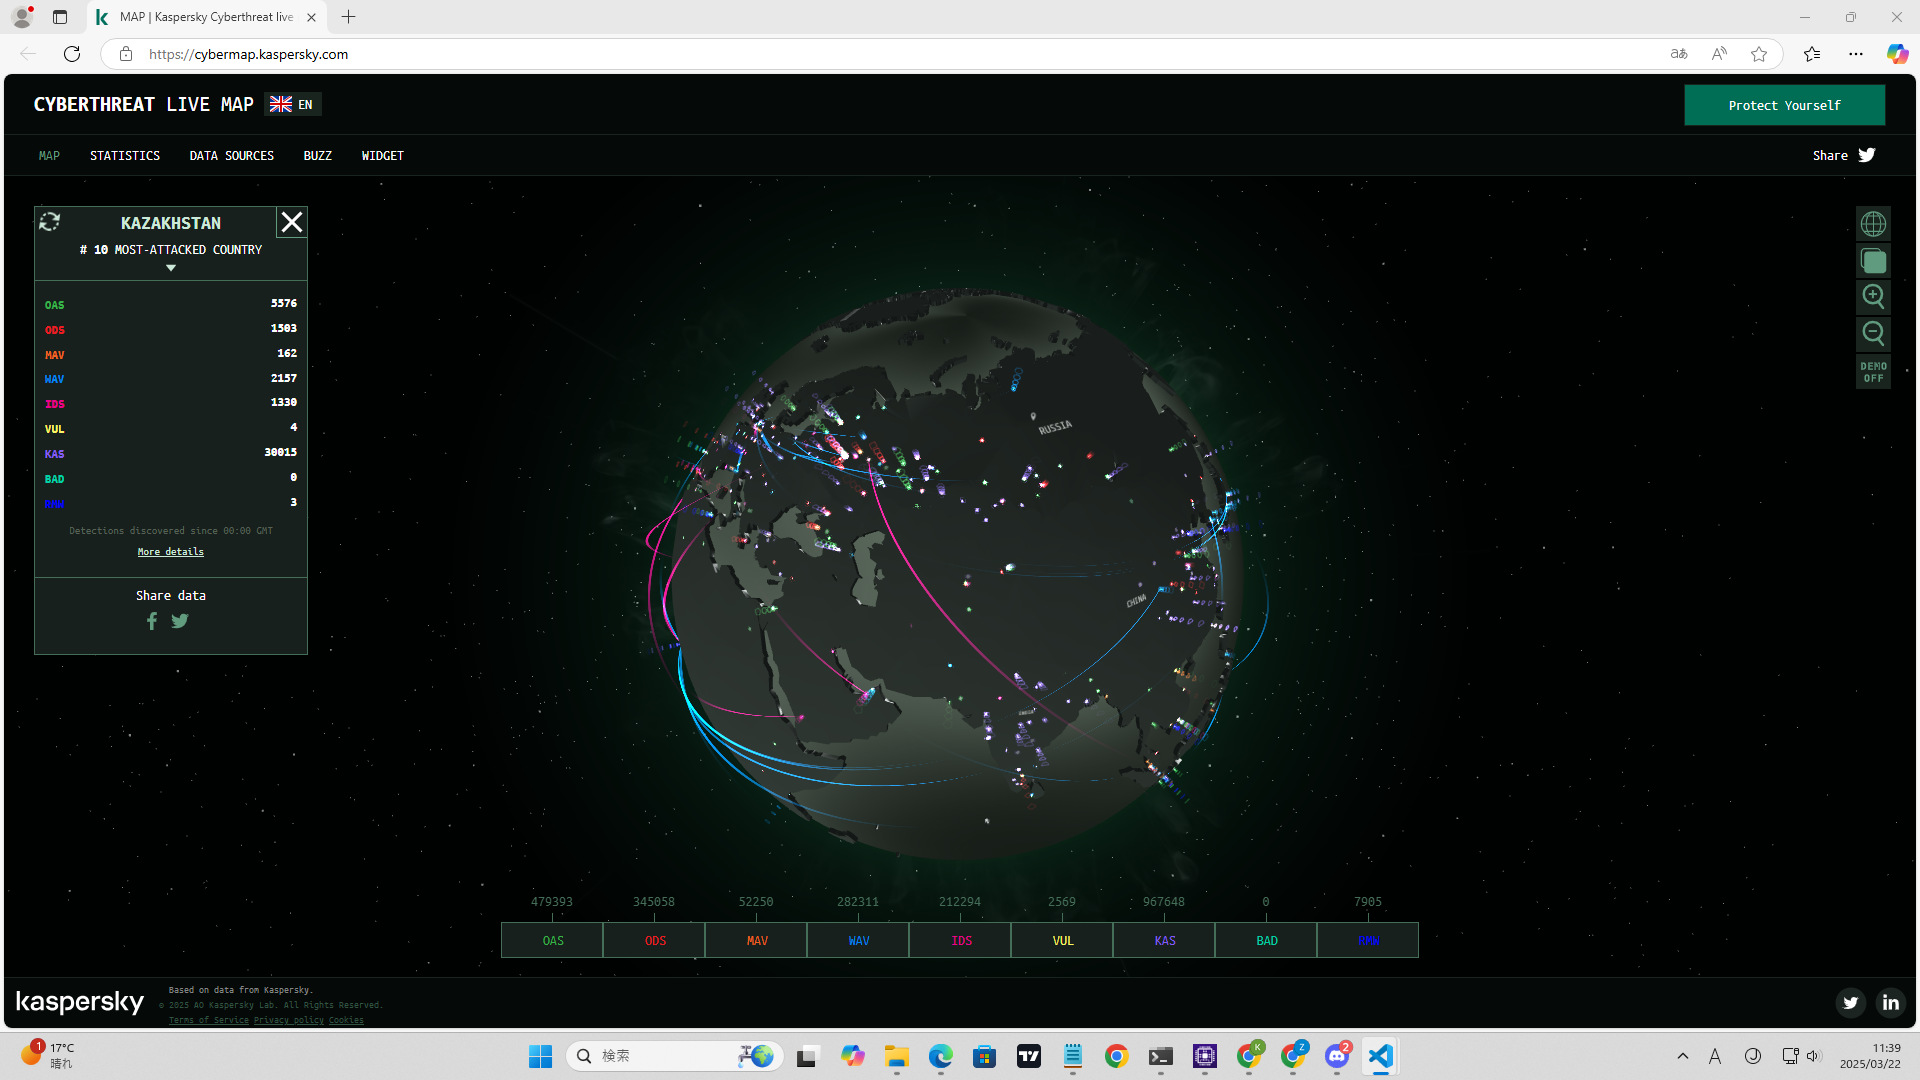 MAP | Kaspersky Cyberthreat live
https://cybermap.kaspersky.com
CYBERTHREAT LIVE MAP
EN
Protect Yourself
MAP
STATISTICS
DATA SOURCES
BUZZ
WIDGET
Share
KAZAKHSTAN
# 10 MOST-ATTACKED COUNTRY
OAS 5576
ODS 1503
MAV 162
WAV 2157
IDS 1330
VUL 4
KAS 30015
BAD 0
RMW 3
Detections discovered since 00:00 GMT
More details
Share data
DEMO
OFF
RUSSIA
CHINA
479393
345058
52250
282311
212294
2569
967648
0
7905
OAS
ODS
MAV
WAV
IDS
VUL
KAS
BAD
RMW
kaspersky
Based on data from Kaspersky.
© 2025 AO Kaspersky Lab. All Rights Reserved.
Terms of Service Privacy policy Cookies
1
17°C
晴れ
検索
K
Z
2
A
11:39
2025/03/22